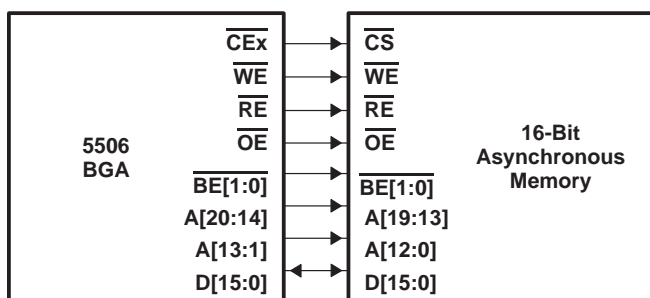 5506
BGA
CEx
WE
RE
OE
BE[1:0]
A[20:14]
A[13:1]
D[15:0]
CS
WE
RE
OE
BE[1:0]
A[19:13]
A[12:0]
D[15:0]
16-Bit
Asynchronous
Memory